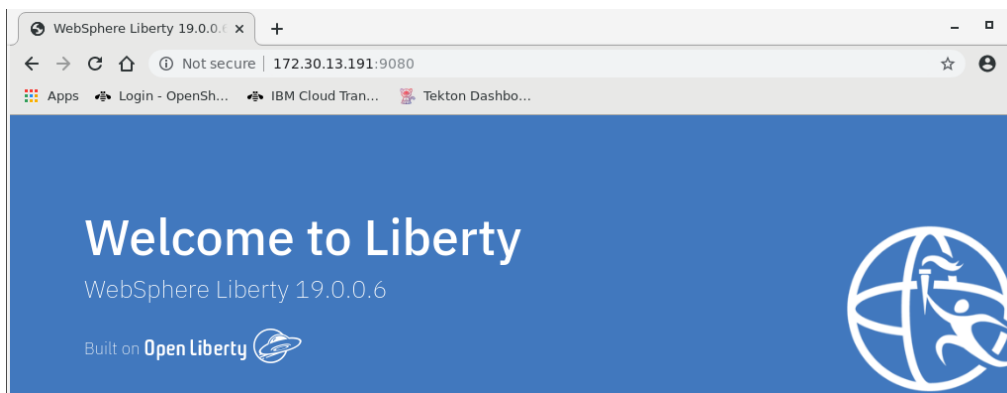 WebSphere Liberty 19.0.0.6
Not secure | 172.30.13.191:9080
Apps Login - OpenSh... IBM Cloud Tran... Tekton Dashbo...
Welcome to Liberty
WebSphere Liberty 19.0.0.6
Built on Open Liberty